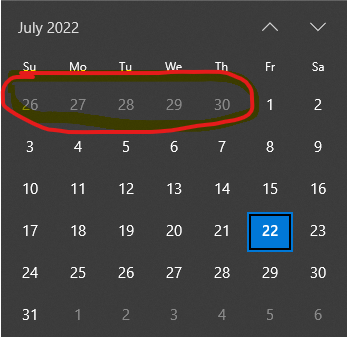 July 2022
Su Mo Tu We Th Fr Sa
26 27 28 29 30 1 2
3 4 5 6 7 8 9
10 11 12 13 14 15 16
17 18 19 20 21 22 23
24 25 26 27 28 29 30
31 1 2 3 4 5 6